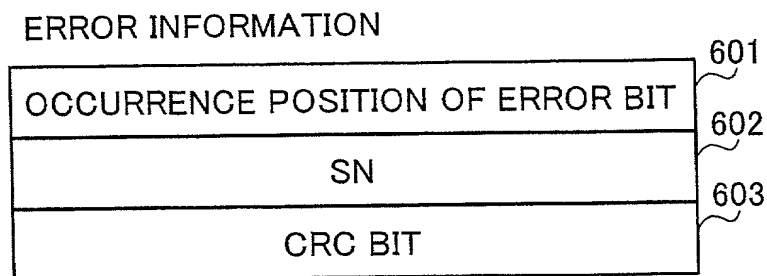 ERROR INFORMATION
601
OCCURRENCE POSITION OF ERROR BIT
602
SN
603
CRC BIT